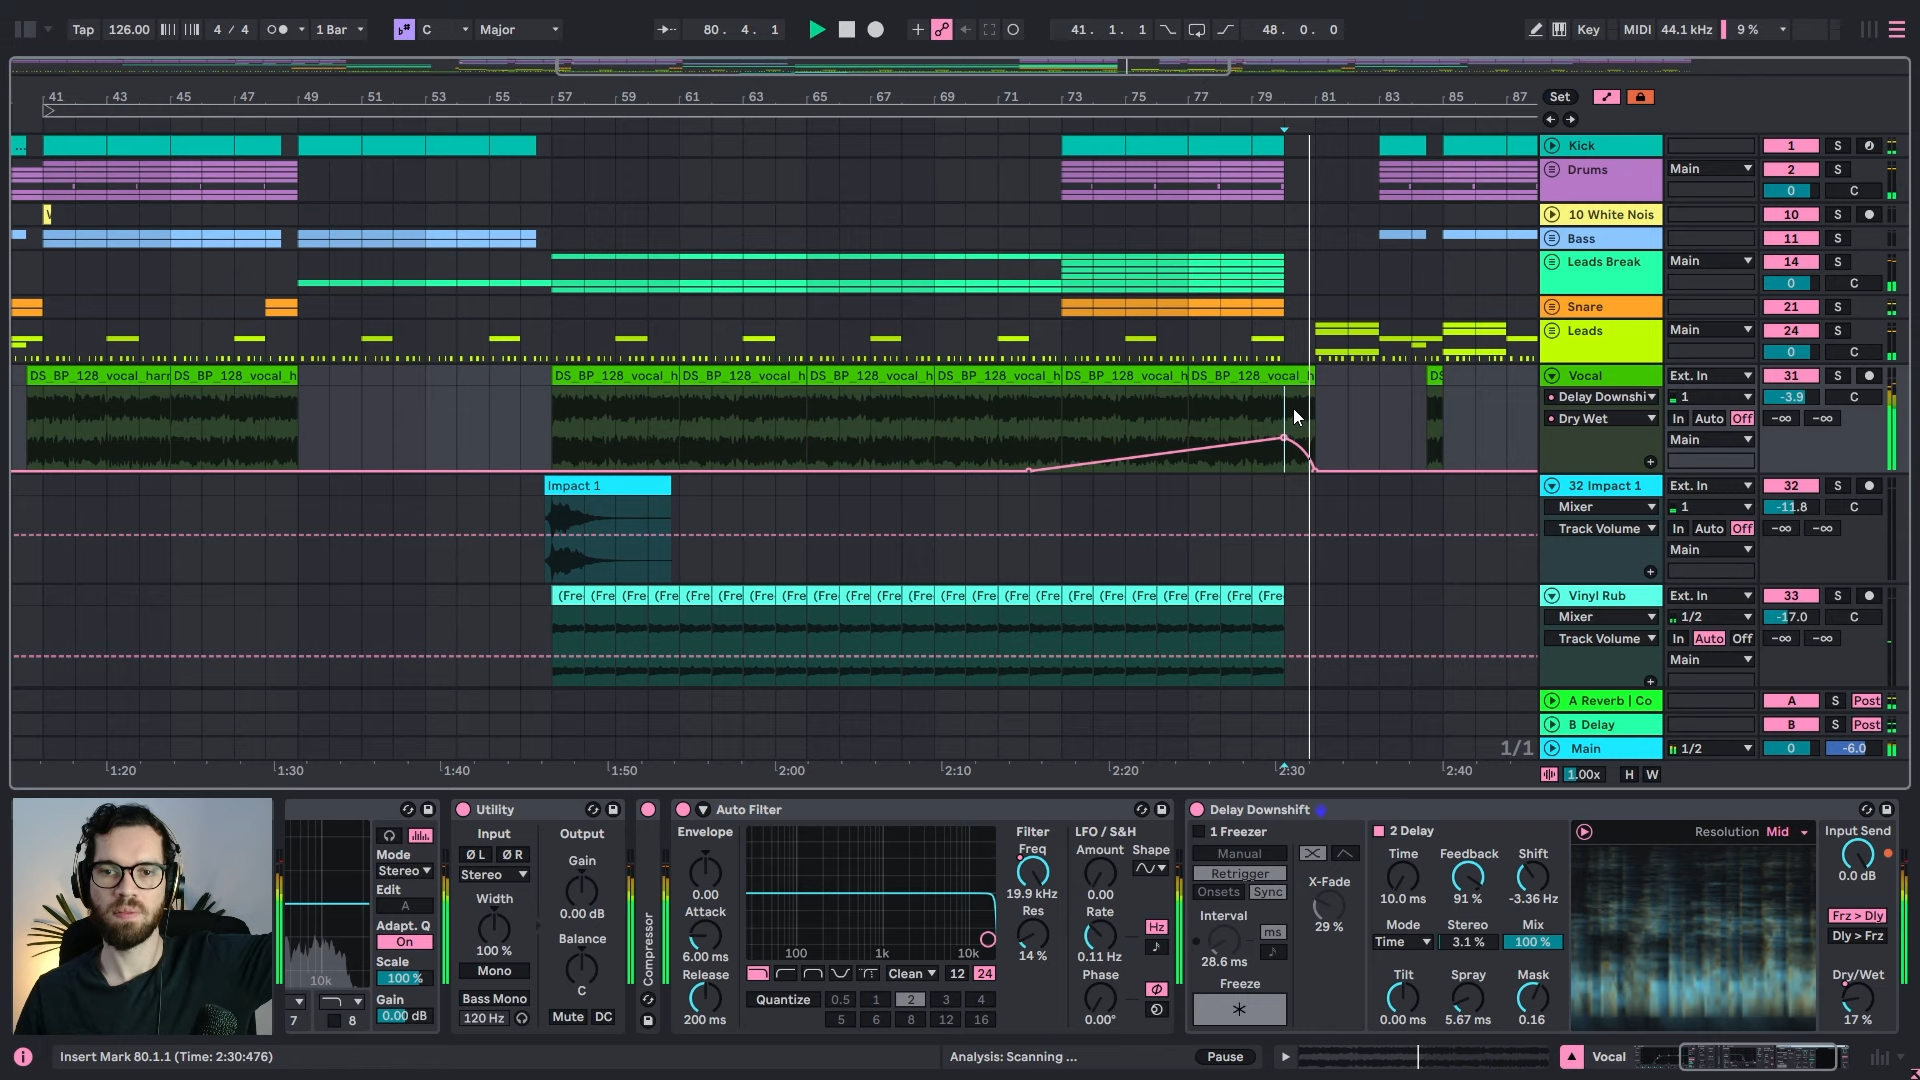 Tap 126.00 4 / 4 1 Bar C Major 80. 4. 1 41. 1. 1 48. 0. 0 Key MIDI 44.1 kHz 9 %
41 43 45 47 49 51 53 55 57 59 61 63 65 67 69 71 73 75 77 79 81 83 85 87 Set
... Kick 1 S
Drums Main 2 S
0 C
10 White Nois 10 S
Bass 11 S
Leads Break Main 14 S
0 C
Snare 21 S
Leads Main 24 S
0 C
DS_BP_128_vocal_harr DS_BP_128_vocal_h DS_BP_128_vocal_h DS_BP_128_vocal_h DS_BP_128_vocal_h DS_BP_128_vocal_h DS_BP_128_vocal_h DS_BP_128_vocal_h DS Vocal Ext. In 31 S
Delay Downshi 1 -3.9 C
Dry Wet In Auto Off -∞ -∞
Main
Impact 1 32 Impact 1 Ext. In 32 S
Mixer 1 -11.8 C
Track Volume In Auto Off -∞ -∞
Main
(Fre (Fre (Fre (Fre (Fre (Fre (Fre (Fre (Fre (Fre (Fre (Fre (Fre (Fre (Fre (Fre (Fre (Fre (Fre (Fre (Fre (Fre (Fre Vinyl Rub Ext. In 33 S
Mixer 1/2 -17.0 C
Track Volume In Auto Off -∞ -∞
Main
A Reverb | Co A S Post
B Delay B S Post
1/1 Main 1/2 0 -6.0
1:20 1:30 1:40 1:50 2:00 2:10 2:20 2:30 2:40 1.00x H W
Mode
Stereo
Edit
A
Adapt. Q
On
Scale
100 %
Gain
0.00 dB
10k
7 8
Utility
Input Output
Ø L Ø R Gain
Stereo 0.00 dB
Width Balance
100 % C
Mono
Bass Mono Mute DC
120 Hz
Compressor
Auto Filter
Envelope Filter LFO / S&H
0.00 Freq Amount Shape
Attack 19.9 kHz 0.00
6.00 ms Res Rate Hz
Release 14 % 0.11 Hz
200 ms 100 1k 10k Phase
Clean 12 24 0.00°
Quantize 0.5 1 2 3 4
5 6 8 12 16
Delay Downshift
1 Freezer
Manual
Retrigger
Onsets Sync X-Fade
Interval 29 %
ms
28.6 ms
Freeze
2 Delay
Time Feedback Shift
10.0 ms 91 % -3.36 Hz
Mode Stereo Mix
Time 3.1 % 100 %
Tilt Spray Mask
0.00 ms 5.67 ms 0.16
Resolution Mid
Input Send
0.0 dB
Frz > Dly
Dly > Frz
Dry/Wet
17 %
Insert Mark 80.1.1 (Time: 2:30:476) Analysis: Scanning ... Pause Vocal